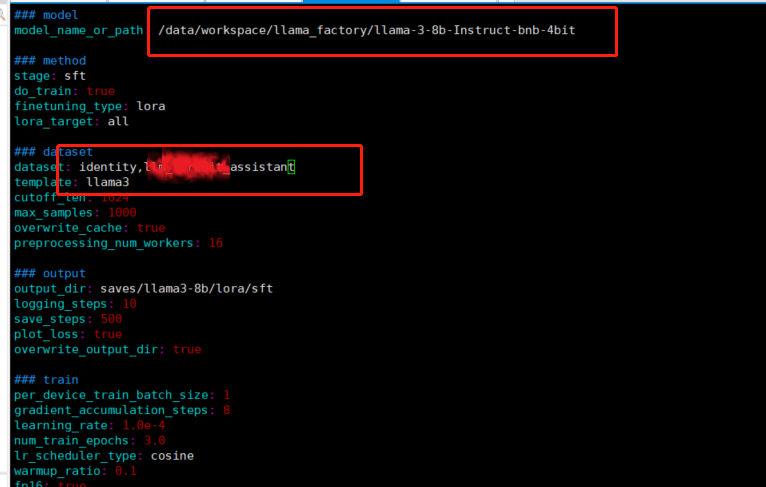 ### model
model_name_or_path: /data/workspace/llama_factory/llama-3-8b-Instruct-bnb-4bit
### method
stage: sft
do_train: true
finetuning_type: lora
lora_target: all
### dataset
dataset: identity, assistant
template: llama3
cutoff_len: 1024
max_samples: 1000
overwrite_cache: true
preprocessing_num_workers: 16
### output
output_dir: saves/llama3-8b/lora/sft
logging_steps: 10
save_steps: 500
plot_loss: true
overwrite_output_dir: true
### train
per_device_train_batch_size: 1
gradient_accumulation_steps: 8
learning_rate: 1.0e-4
num_train_epochs: 3.0
lr_scheduler_type: cosine
warmup_ratio: 0.1
fp16: true